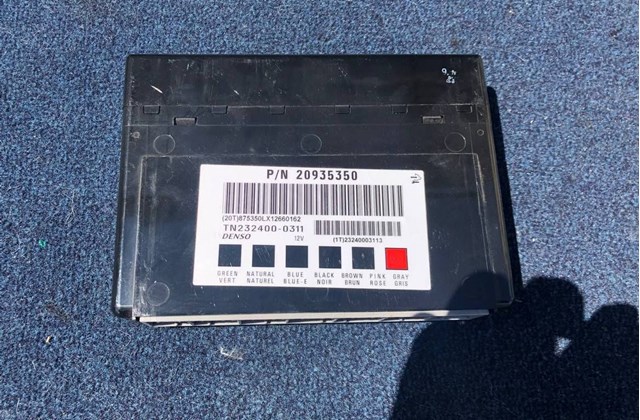 P/N 20935350
(20T)875350LX12660162
TN232400-0311
DENSO 12V
(1T)23240003113
GREEN NATURAL BLUE BLACK BROWN PINK GRAY
VERT NATUREL BLUE-E NOIR GRUN ROSE GRIS